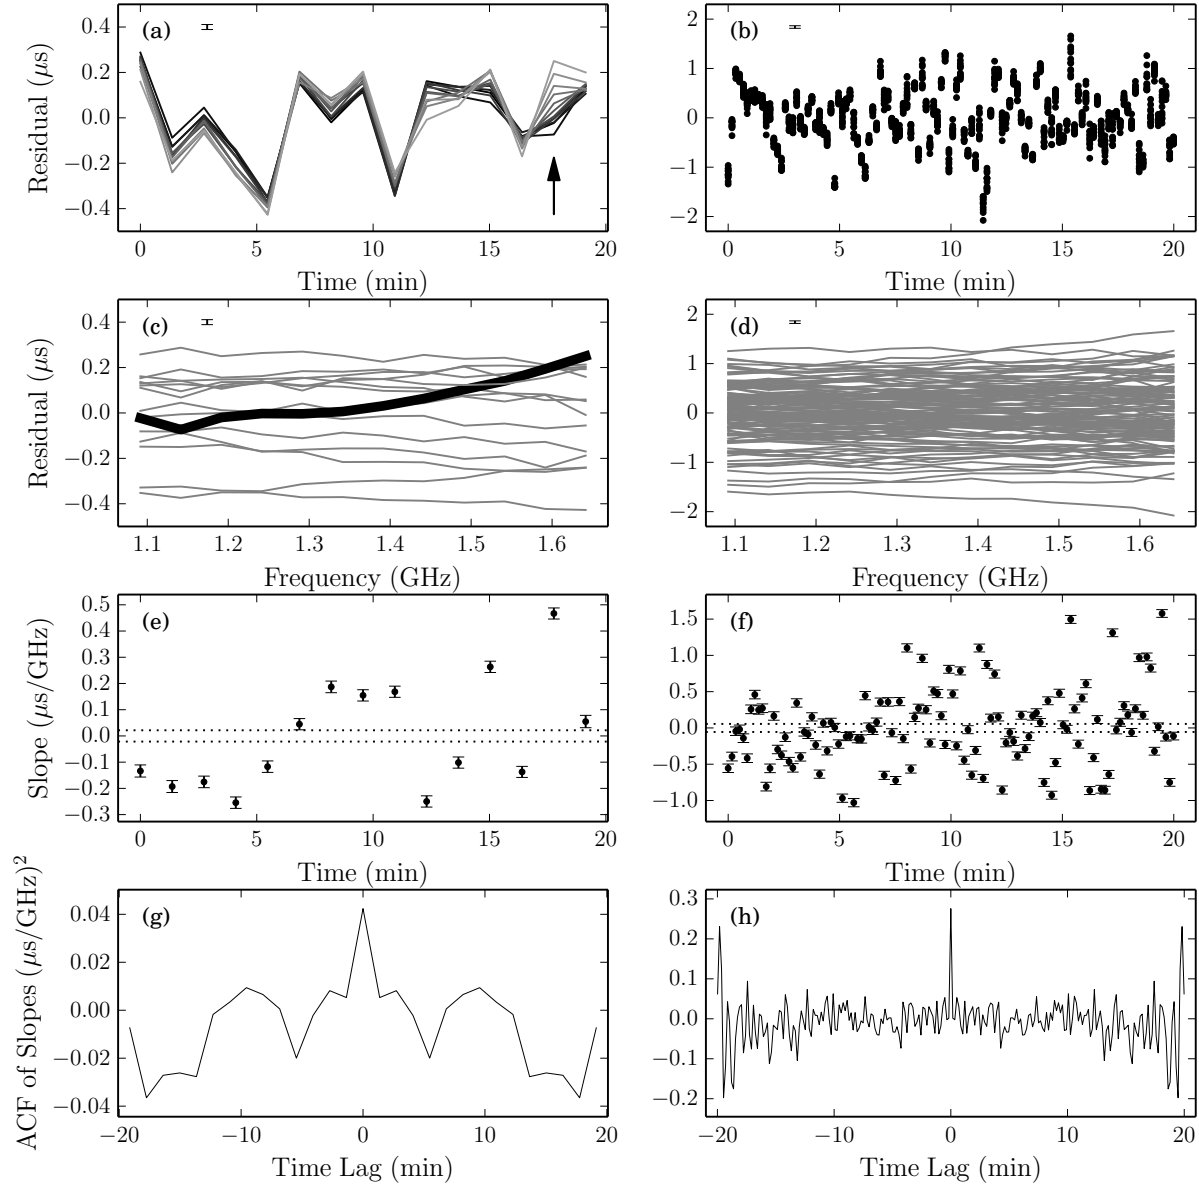 (a)
Residual (μs)
0.4
0.2
0.0
−0.2
−0.4
0 5 10 15 20
Time (min)
(b)
2
1
0
−1
−2
0 5 10 15 20
Time (min)
(c)
Residual (μs)
0.4
0.2
0.0
−0.2
−0.4
1.1 1.2 1.3 1.4 1.5 1.6
Frequency (GHz)
(d)
2
1
0
−1
−2
1.1 1.2 1.3 1.4 1.5 1.6
Frequency (GHz)
(e)
Slope (μs/GHz)
0.5
0.4
0.3
0.2
0.1
0.0
−0.1
−0.2
−0.3
0 5 10 15 20
Time (min)
(f)
1.5
1.0
0.5
0.0
−0.5
−1.0
0 5 10 15 20
Time (min)
(g)
ACF of Slopes (μs/GHz)²
0.04
0.02
0.00
−0.02
−0.04
−20 −10 0 10 20
Time Lag (min)
(h)
0.3
0.2
0.1
0.0
−0.1
−0.2
−20 −10 0 10 20
Time Lag (min)